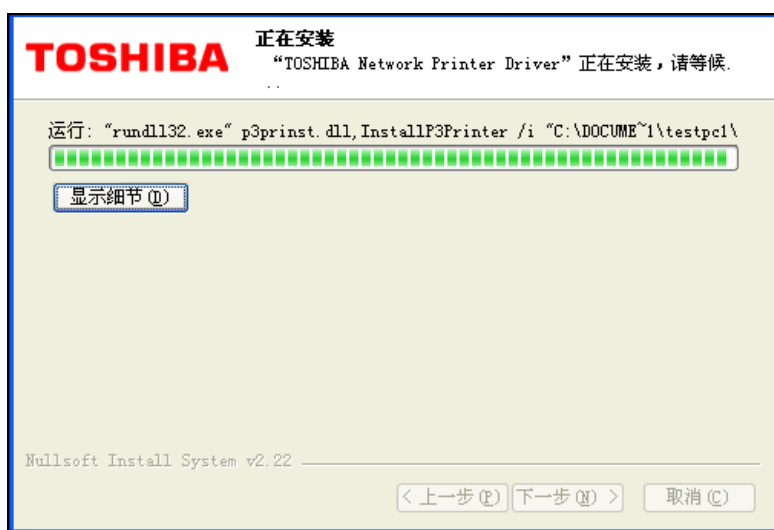 TOSHIBA
正在安装
“TOSHIBA Network Printer Driver”正在安装，请等候.
..
运行: "rundll32.exe" p3prinst.dll,InstallP3Printer /i "C:\DOCUME~1\testpc1\
显示细节(D)
Nullsoft Install System v2.22
< 上一步(P) 下一步(N) > 取消(C)